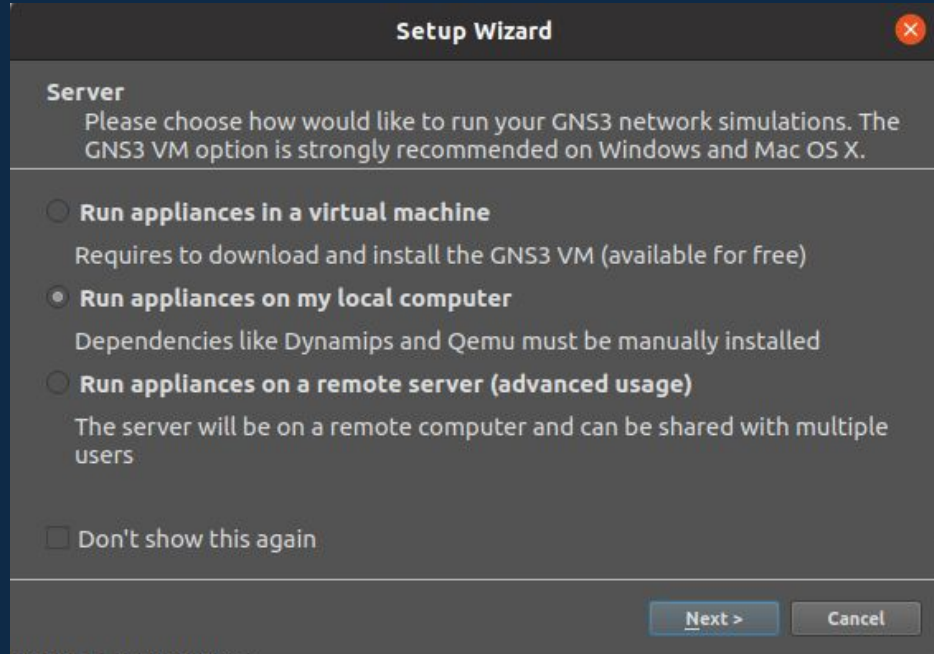 Setup Wizard
Server
Please choose how would like to run your GNS3 network simulations. The
GNS3 VM option is strongly recommended on Windows and Mac OS X.
Run appliances in a virtual machine
Requires to download and install the GNS3 VM (available for free)
Run appliances on my local computer
Dependencies like Dynamips and Qemu must be manually installed
Run appliances on a remote server (advanced usage)
The server will be on a remote computer and can be shared with multiple
users
Don't show this again
Next >
Cancel